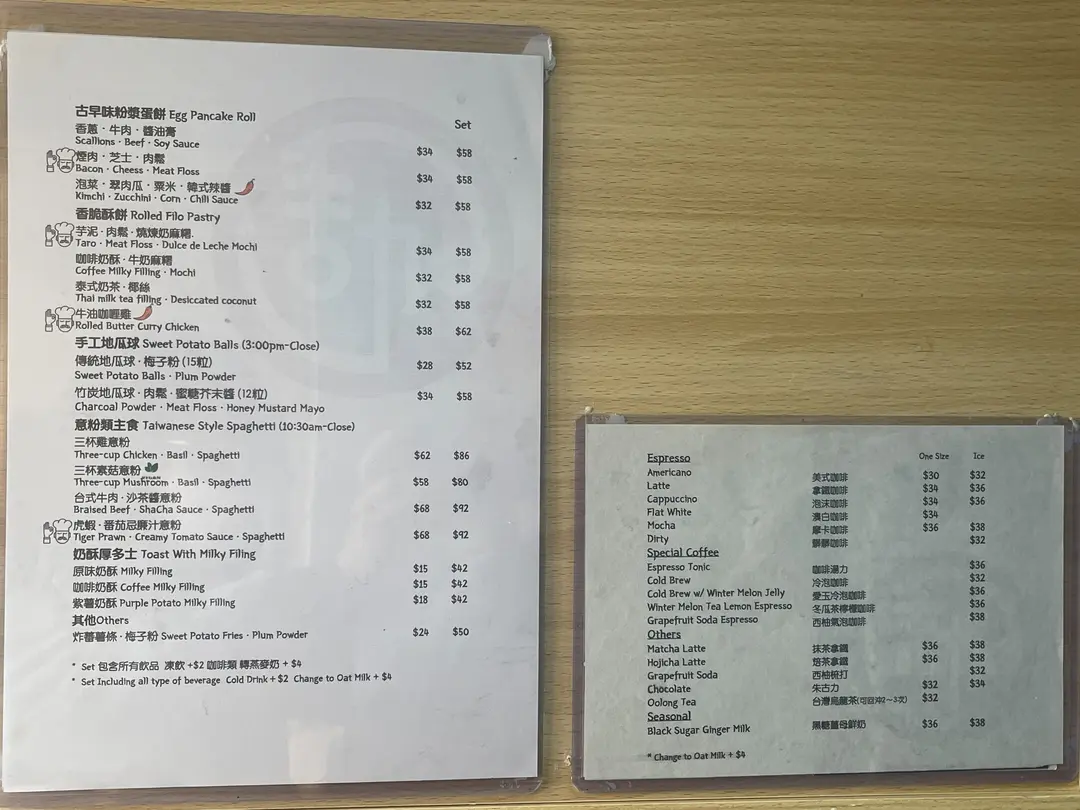 古早味粉漿蛋餅 Egg Pancake Roll
Set
香蔥·牛肉·醬油膏
Scallions · Beef · Soy Sauce $34 $58
煙肉·芝士·肉鬆
Bacon · Cheess · Meat Floss $34 $58
泡菜·翠肉瓜·粟米·韓式辣醬
Kimchi · Zucchini · Corn · Chili Sauce $32 $58
香脆酥餅 Rolled Filo Pastry
芋泥·肉鬆·燒煉奶麻糬.
Taro · Meat Floss · Dulce de Leche Mochi $34 $58
咖啡奶酥·牛奶麻糬
Coffee Milky Filling · Mochi $32 $58
泰式奶茶·椰絲
Thai milk tea filling · Desiccated coconut $32 $58
牛油咖喱雞
Rolled Butter Curry Chicken $38 $62
手工地瓜球 Sweet Potato Balls (3:00pm-Close)
傳統地瓜球·梅子粉 (15粒) $28 $52
Sweet Potato Balls · Plum Powder
竹炭地瓜球·肉鬆·蜜糖芥末醬 (12粒) $34 $58
Charcoal Powder · Meat Floss · Honey Mustard Mayo
意粉類主食 Taiwanese Style Spaghetti (10:30am-Close)
三杯雞意粉
Three-cup Chicken · Basil · Spaghetti $62 $86
三杯素菇意粉
Three-cup Mushroom · Basil · Spaghetti $58 $80
台式牛肉·沙茶醬意粉
Braised Beef · ShaCha Sauce · Spaghetti $68 $92
虎蝦·番茄忌廉汁意粉
Tiger Prawn · Creamy Tomato Sauce · Spaghetti $68 $92
奶酥厚多士 Toast With Milky Filing
原味奶酥 Milky Filling $15 $42
咖啡奶酥 Coffee Milky Filling $15 $42
紫薯奶酥 Purple Potato Milky Filling $18 $42
其他Others
炸蕃薯條·梅子粉 Sweet Potato Fries · Plum Powder $24 $50
* Set 包含所有飲品 凍飲 +$2 咖啡類 轉燕麥奶 + $4
* Set Including all type of beverage Cold Drink + $2 Change to Oat Milk + $4
Espresso One Size Ice
Americano 美式咖啡 $30 $32
Latte 拿鐵咖啡 $34 $36
Cappuccino 泡沫咖啡 $34 $36
Flat White 澳白咖啡 $34
Mocha 摩卡咖啡 $36 $38
Dirty 髒髒咖啡 $32
Special Coffee
Espresso Tonic 咖啡湯力 $36
Cold Brew 冷泡咖啡 $32
Cold Brew w/ Winter Melon Jelly 愛玉冷泡咖啡 $36
Winter Melon Tea Lemon Espresso 冬瓜茶檸檬咖啡 $36
Grapefruit Soda Espresso 西柚氣泡咖啡 $38
Others
Matcha Latte 抹茶拿鐵 $36 $38
Hojicha Latte 焙茶拿鐵 $36 $38
Grapefruit Soda 西柚梳打 $32
Chocolate 朱古力 $32 $34
Oolong Tea 台灣烏龍茶(可回沖2～3次) $32
Seasonal
Black Sugar Ginger Milk 黑糖薑母鮮奶 $36 $38
* Change to Oat Milk + $4